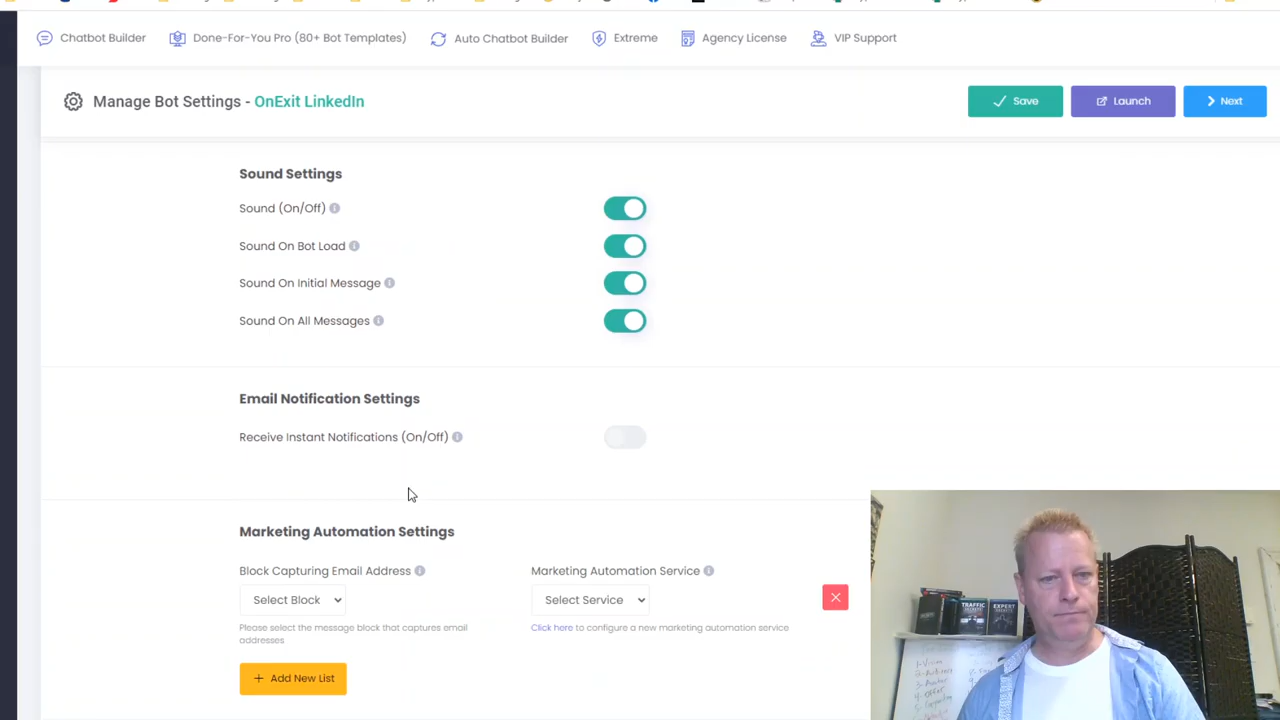 Chatbot Builder
Done-For-You Pro (80+ Bot Templates)
Auto Chatbot Builder
Extreme
Agency License
VIP Support
Manage Bot Settings - OnExit LinkedIn
Save
Launch
Next
Sound Settings
Sound (On/Off)
Sound On Bot Load
Sound On Initial Message
Sound On All Messages
Email Notification Settings
Receive Instant Notifications (On/Off)
Marketing Automation Settings
Block Capturing Email Address
Marketing Automation Service
Select Block
Select Service
Please select the message block that captures email
addresses
Click here to configure a new marketing automation service
+ Add New List
TRAFFIC
SECRETS
EXPERT
SECRETS